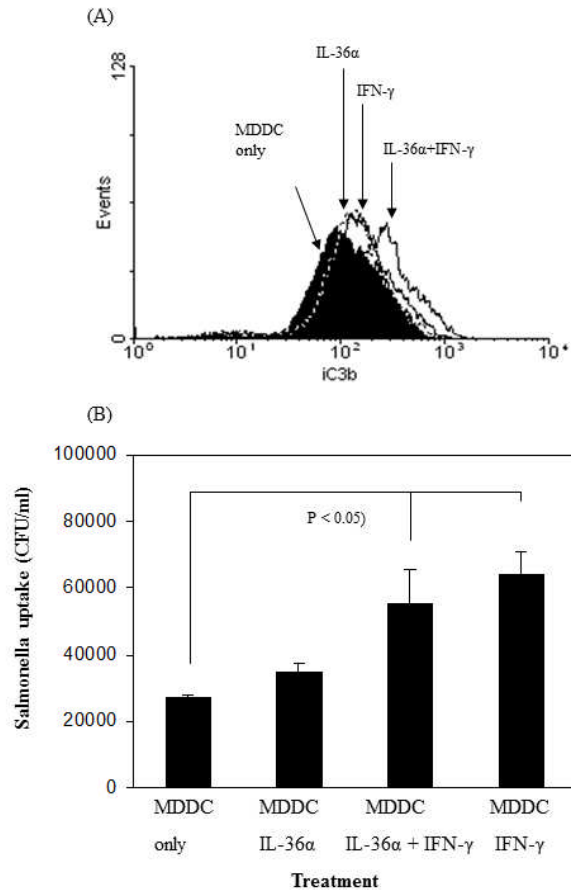 (A)
128
IL-36α
IFN-γ
MDDC
only
IL-36α+IFN-γ
Events
0
10⁰ 10¹ 10² 10³ 10⁴
iC3b
(B)
100000
80000
60000
40000
20000
0
P < 0.05)
Salmonella uptake (CFU/ml)
MDDC MDDC MDDC MDDC
only IL-36α IL-36α + IFN-γ IFN-γ
Treatment